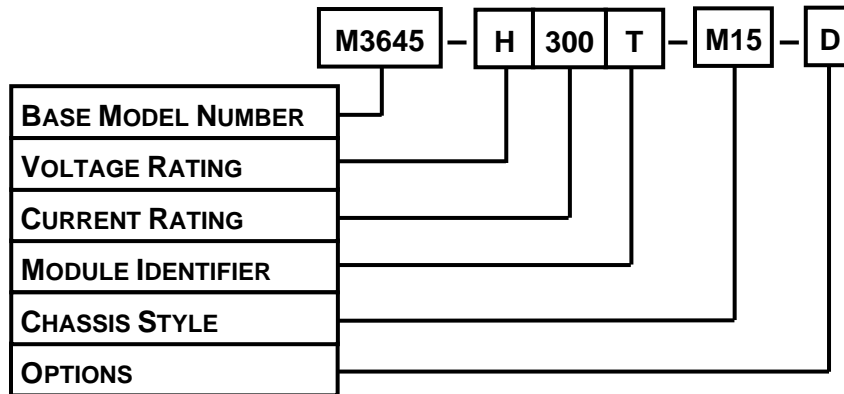 M3645 – H 300 T – M15 – D
BASE MODEL NUMBER
VOLTAGE RATING
CURRENT RATING
MODULE IDENTIFIER
CHASSIS STYLE
OPTIONS